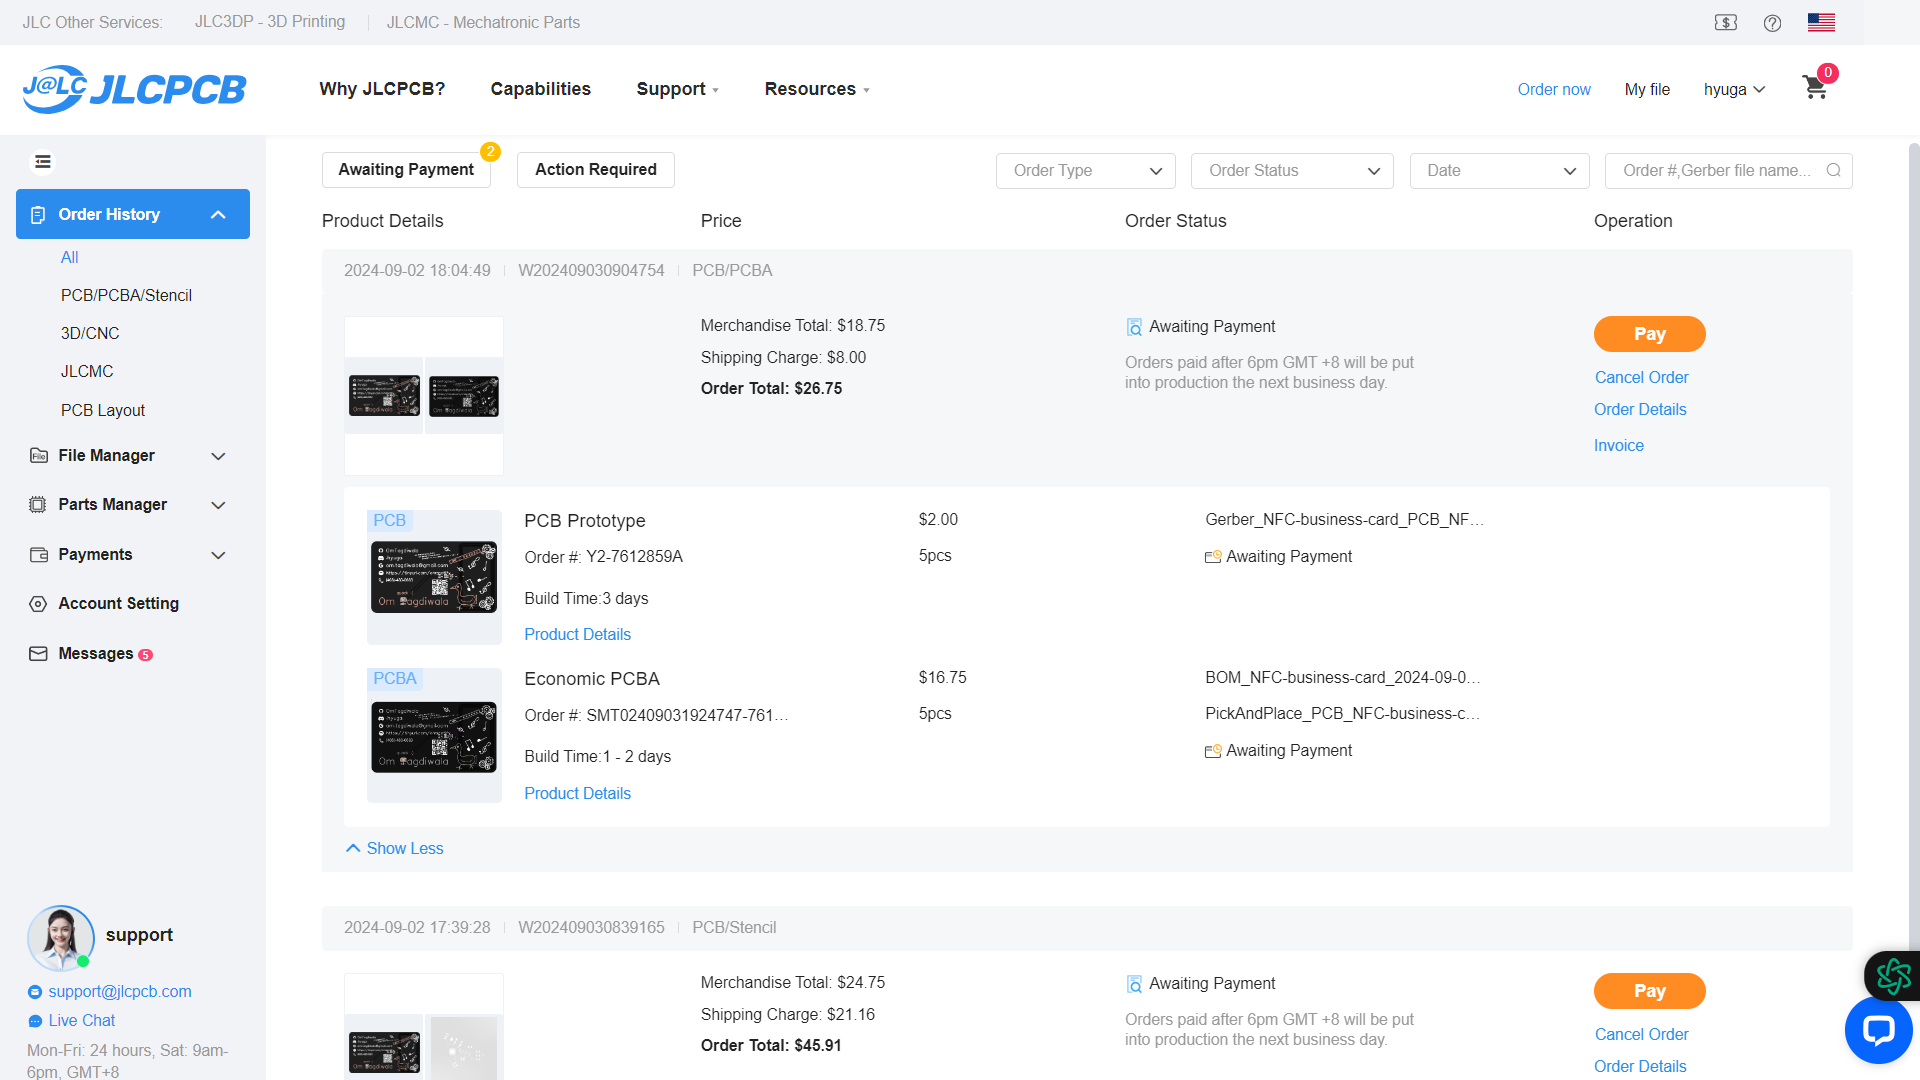 JLC Other Services:
JLC3DP - 3D Printing
JLCMC - Mechatronic Parts
J@LC JLCPCB
Why JLCPCB?
Capabilities
Support
Resources
Order now
My file
hyuga
0
Order History
All
PCB/PCBA/Stencil
3D/CNC
JLCMC
PCB Layout
File Manager
Parts Manager
Payments
Account Setting
Messages 5
support
support@jlcpcb.com
Live Chat
Mon-Fri: 24 hours, Sat: 9am-
6pm, GMT+8
Awaiting Payment
2
Action Required
Order Type
Order Status
Date
Order #,Gerber file name...
Product Details
Price
Order Status
Operation
2024-09-02 18:04:49
W202409030904754
PCB/PCBA
Merchandise Total: $18.75
Shipping Charge: $8.00
Order Total: $26.75
Awaiting Payment
Orders paid after 6pm GMT +8 will be put
into production the next business day.
Pay
Cancel Order
Order Details
Invoice
PCB
Om Tagdiwala
PCB Prototype
Order #: Y2-7612859A
Build Time:3 days
Product Details
$2.00
5pcs
Gerber_NFC-business-card_PCB_NF...
Awaiting Payment
PCBA
Om Tagdiwala
Economic PCBA
Order #: SMT02409031924747-761...
Build Time:1 - 2 days
Product Details
$16.75
5pcs
BOM_NFC-business-card_2024-09-0...
PickAndPlace_PCB_NFC-business-c...
Awaiting Payment
Show Less
2024-09-02 17:39:28
W202409030839165
PCB/Stencil
Merchandise Total: $24.75
Shipping Charge: $21.16
Order Total: $45.91
Awaiting Payment
Orders paid after 6pm GMT +8 will be put
into production the next business day.
Pay
Cancel Order
Order Details